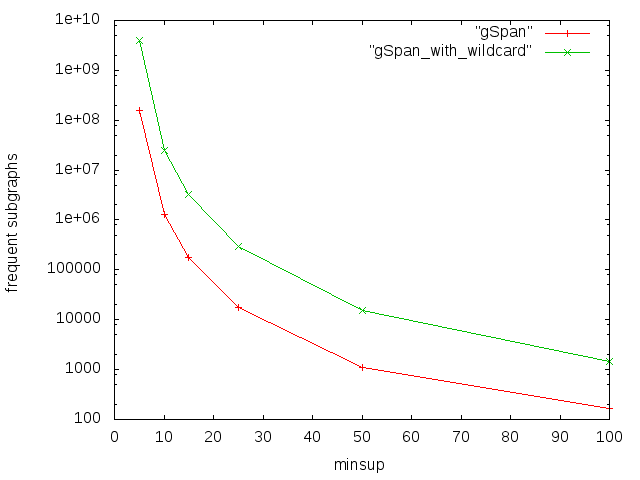 1e+10
1e+09
1e+08
1e+07
1e+06
100000
10000
1000
100
frequent subgraphs
"gSpan"
"gSpan_with_wildcard"
0 10 20 30 40 50 60 70 80 90 100
minsup